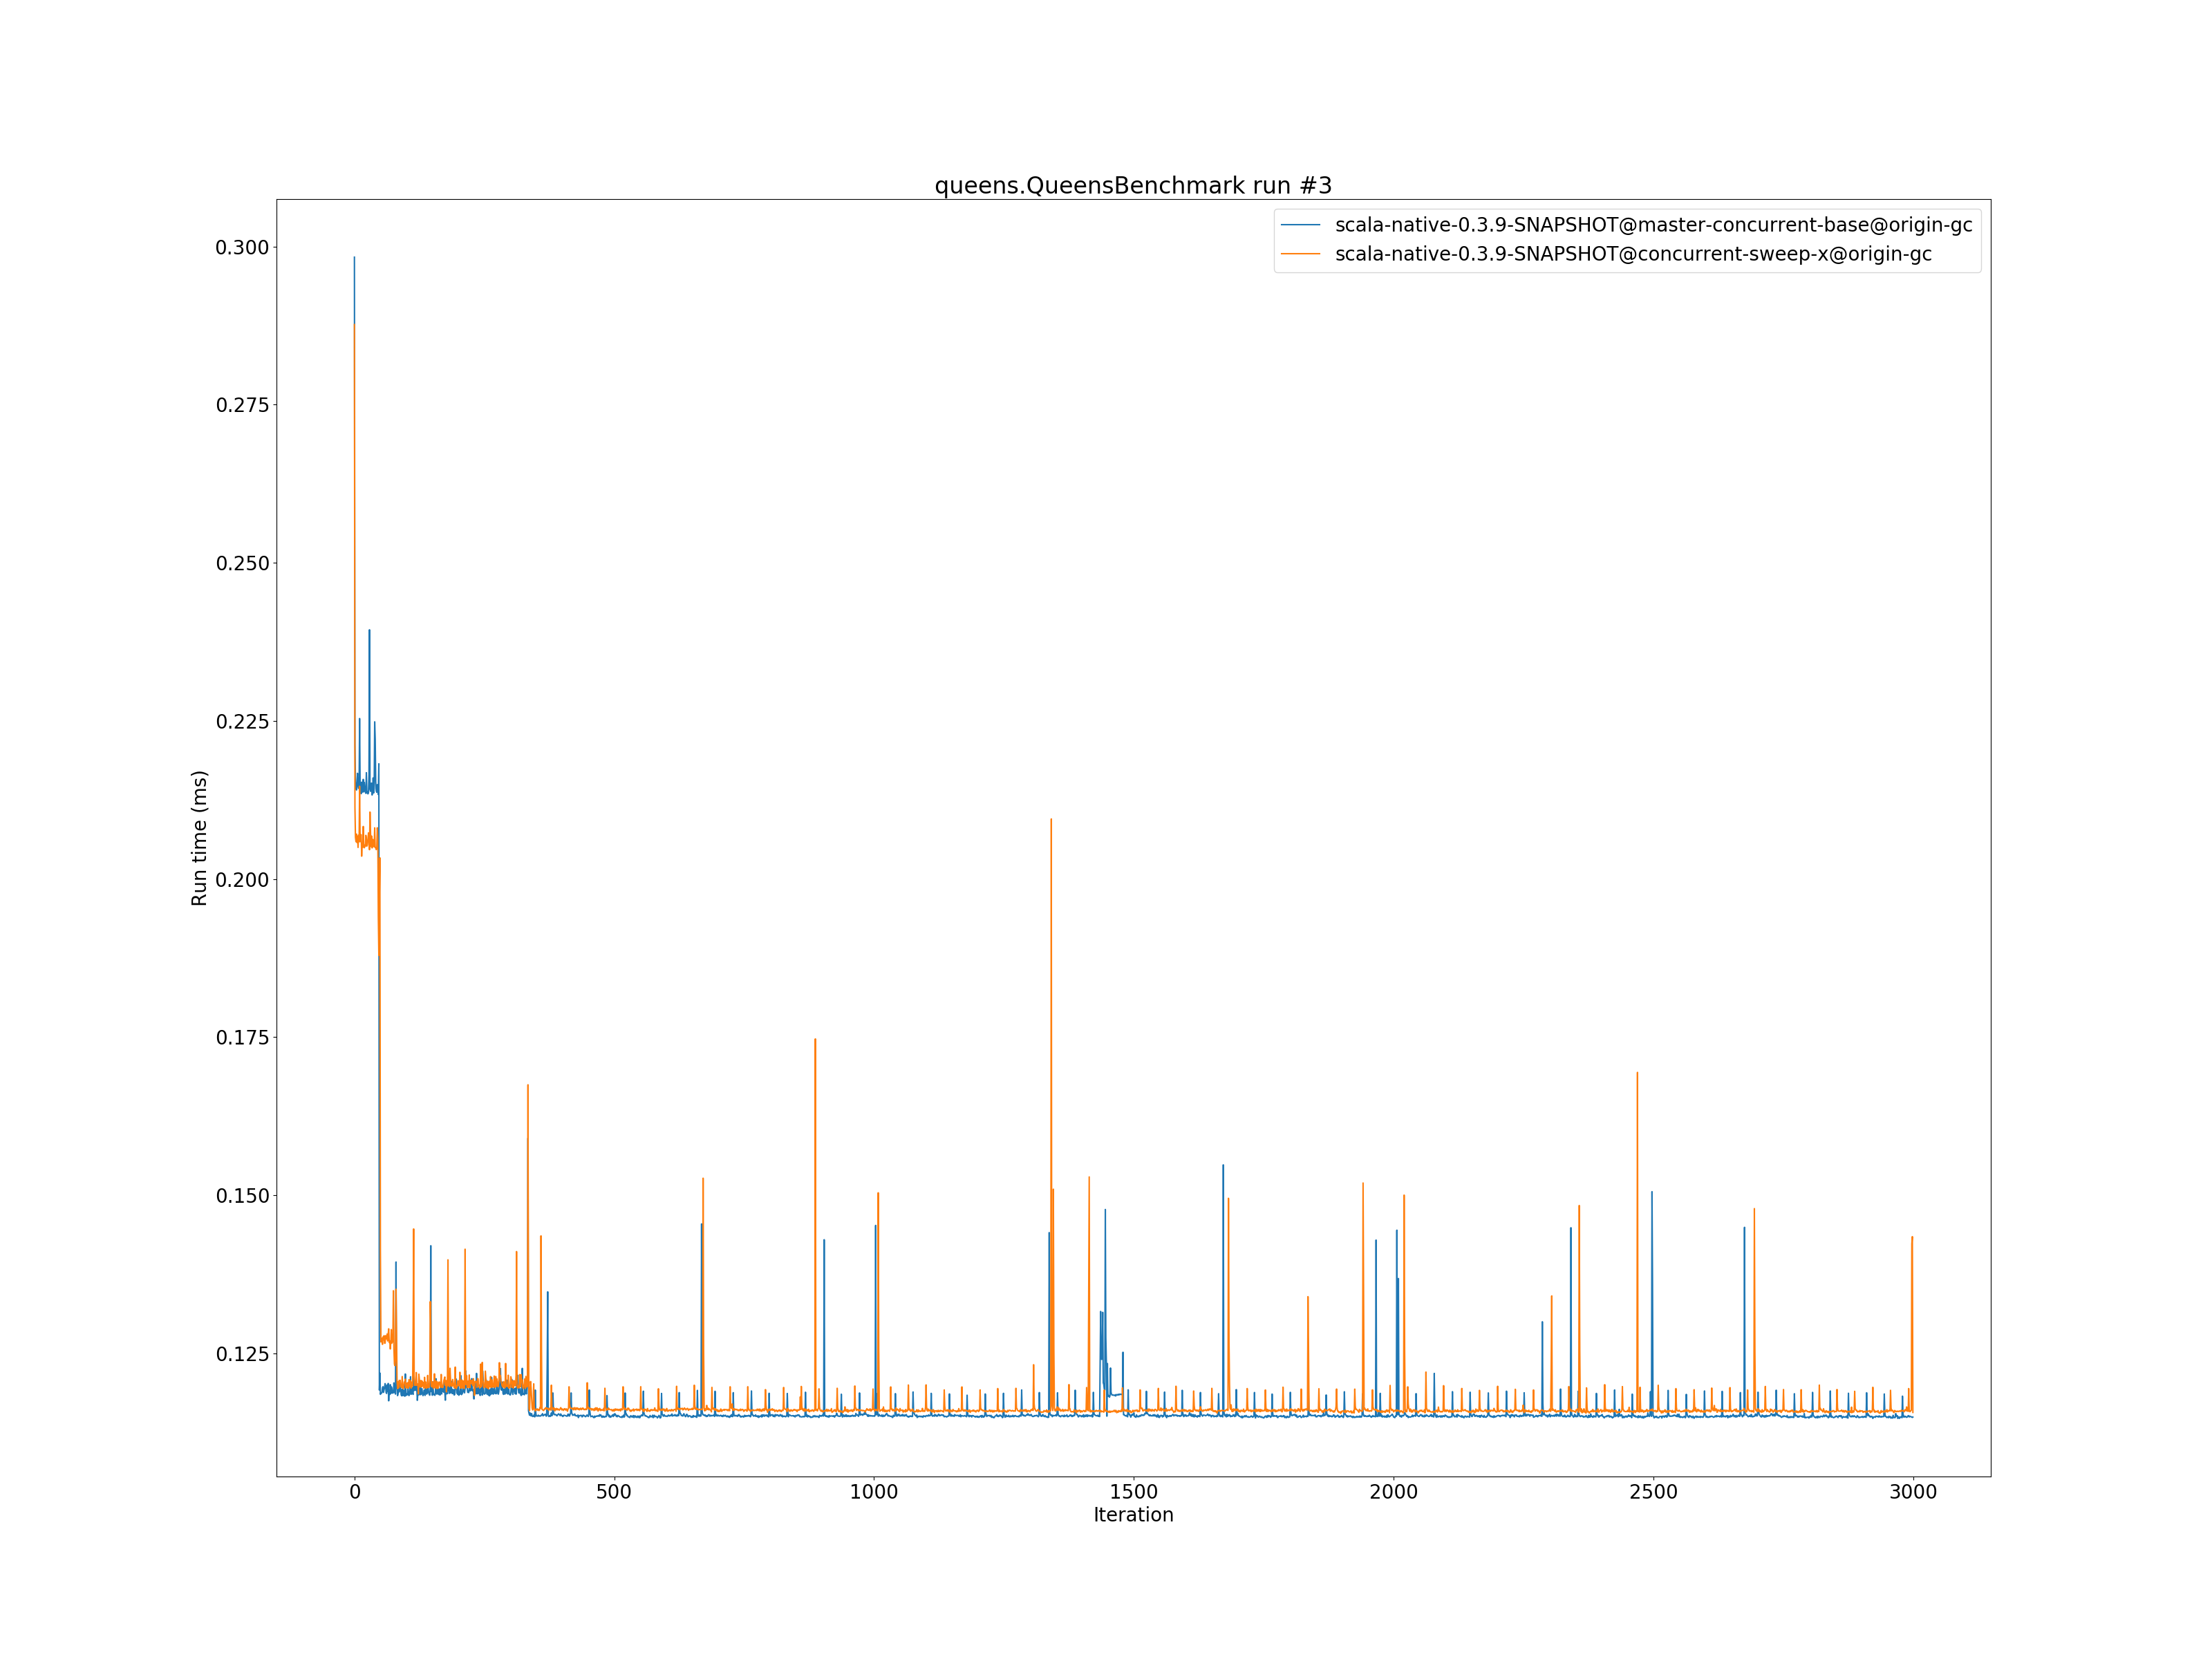 queens.QueensBenchmark run #3
scala-native-0.3.9-SNAPSHOT@master-concurrent-base@origin-gc
scala-native-0.3.9-SNAPSHOT@concurrent-sweep-x@origin-gc
0.300
0.275
0.250
0.225
0.200
0.175
0.150
0.125
Run time (ms)
0 500 1000 1500 2000 2500 3000
Iteration